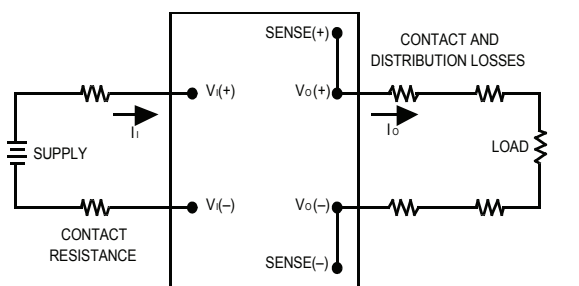 SENSE(+)
CONTACT AND
DISTRIBUTION LOSSES
VI(+)
VO(+)
II
IO
SUPPLY
LOAD
VI(–)
VO(–)
CONTACT
RESISTANCE
SENSE(–)